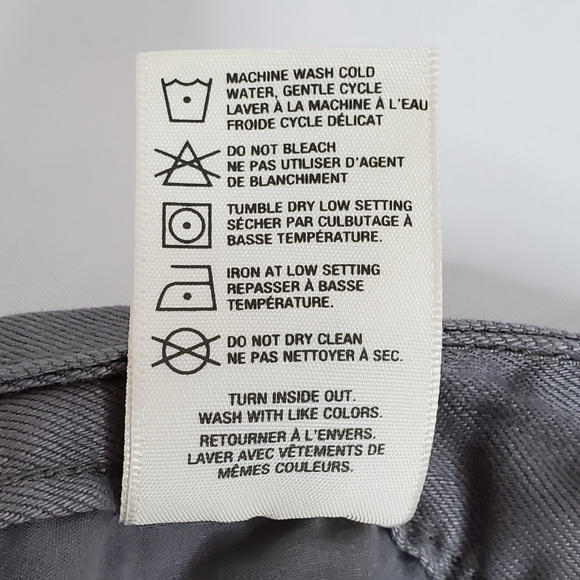 MACHINE WASH COLD
WATER, GENTLE CYCLE
LAVER À LA MACHINE À L'EAU
FROIDE CYCLE DÉLICAT
DO NOT BLEACH
NE PAS UTILISER D'AGENT
DE BLANCHIMENT
TUMBLE DRY LOW SETTING
SÉCHER PAR CULBUTAGE À
BASSE TEMPÉRATURE.
IRON AT LOW SETTING
REPASSER À BASSE
TEMPÉRATURE.
DO NOT DRY CLEAN
NE PAS NETTOYER À SEC.
TURN INSIDE OUT.
WASH WITH LIKE COLORS.
RETOURNER À L'ENVERS.
LAVER AVEC VÊTEMENTS DE
MÊMES COULEURS.